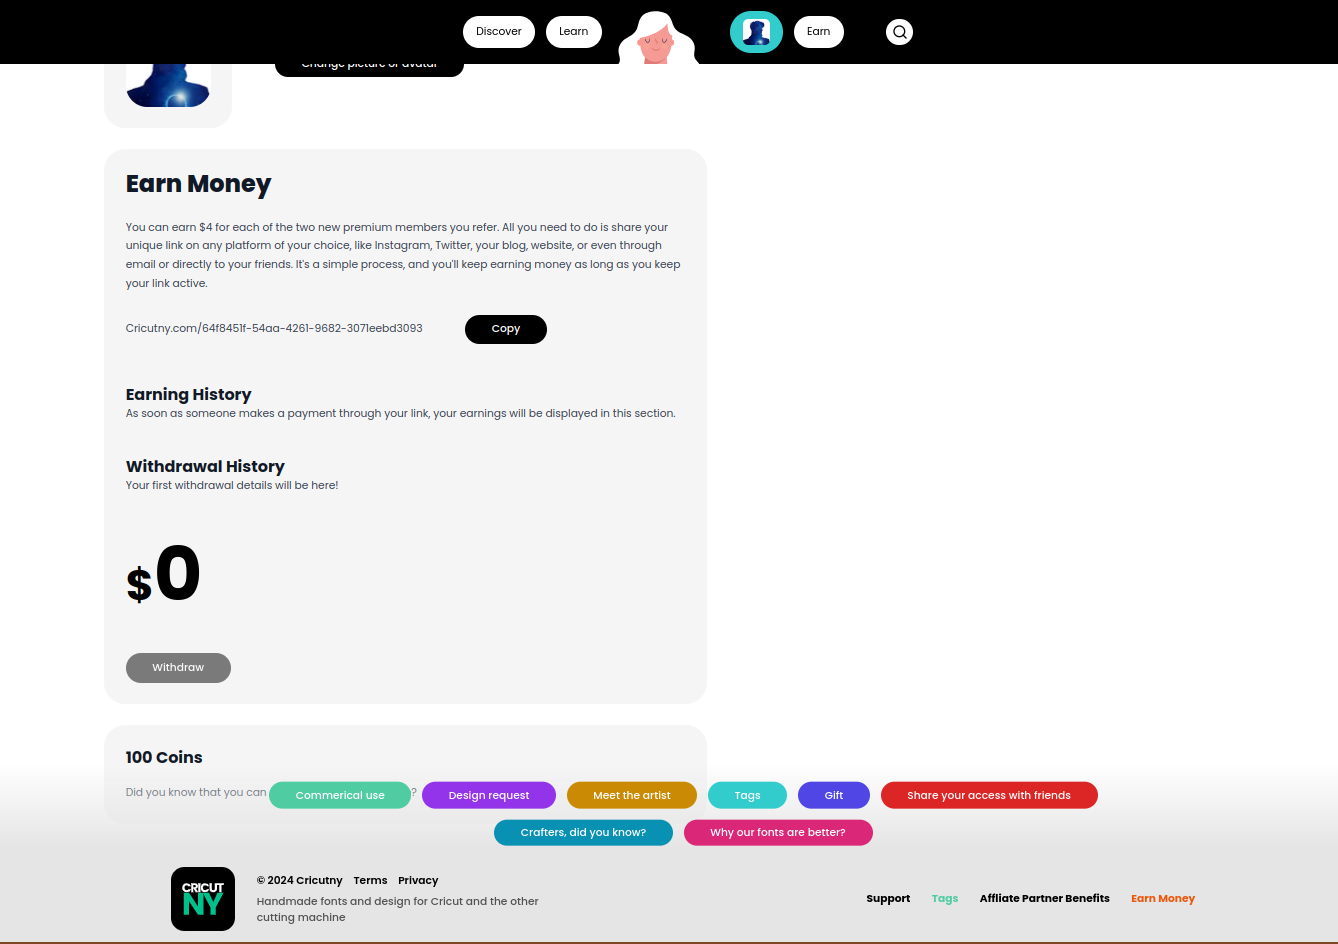 Discover
Learn
Earn
Change picture or avatar
Earn Money
You can earn $4 for each of the two new premium members you refer. All you need to do is share your
unique link on any platform of your choice, like Instagram, Twitter, your blog, website, or even through
email or directly to your friends. It's a simple process, and you'll keep earning money as long as you keep
your link active.
Cricutny.com/64f8451f-54aa-4261-9682-3071eebd3093
Copy
Earning History
As soon as someone makes a payment through your link, your earnings will be displayed in this section.
Withdrawal History
Your first withdrawal details will be here!
$0
Withdraw
100 Coins
Did you know that you can ?
Commerical use
Design request
Meet the artist
Tags
Gift
Share your access with friends
Crafters, did you know?
Why our fonts are better?
CRICUT
NY
© 2024 Cricutny Terms Privacy
Handmade fonts and design for Cricut and the other
cutting machine
Support
Tags
Affliate Partner Benefits
Earn Money